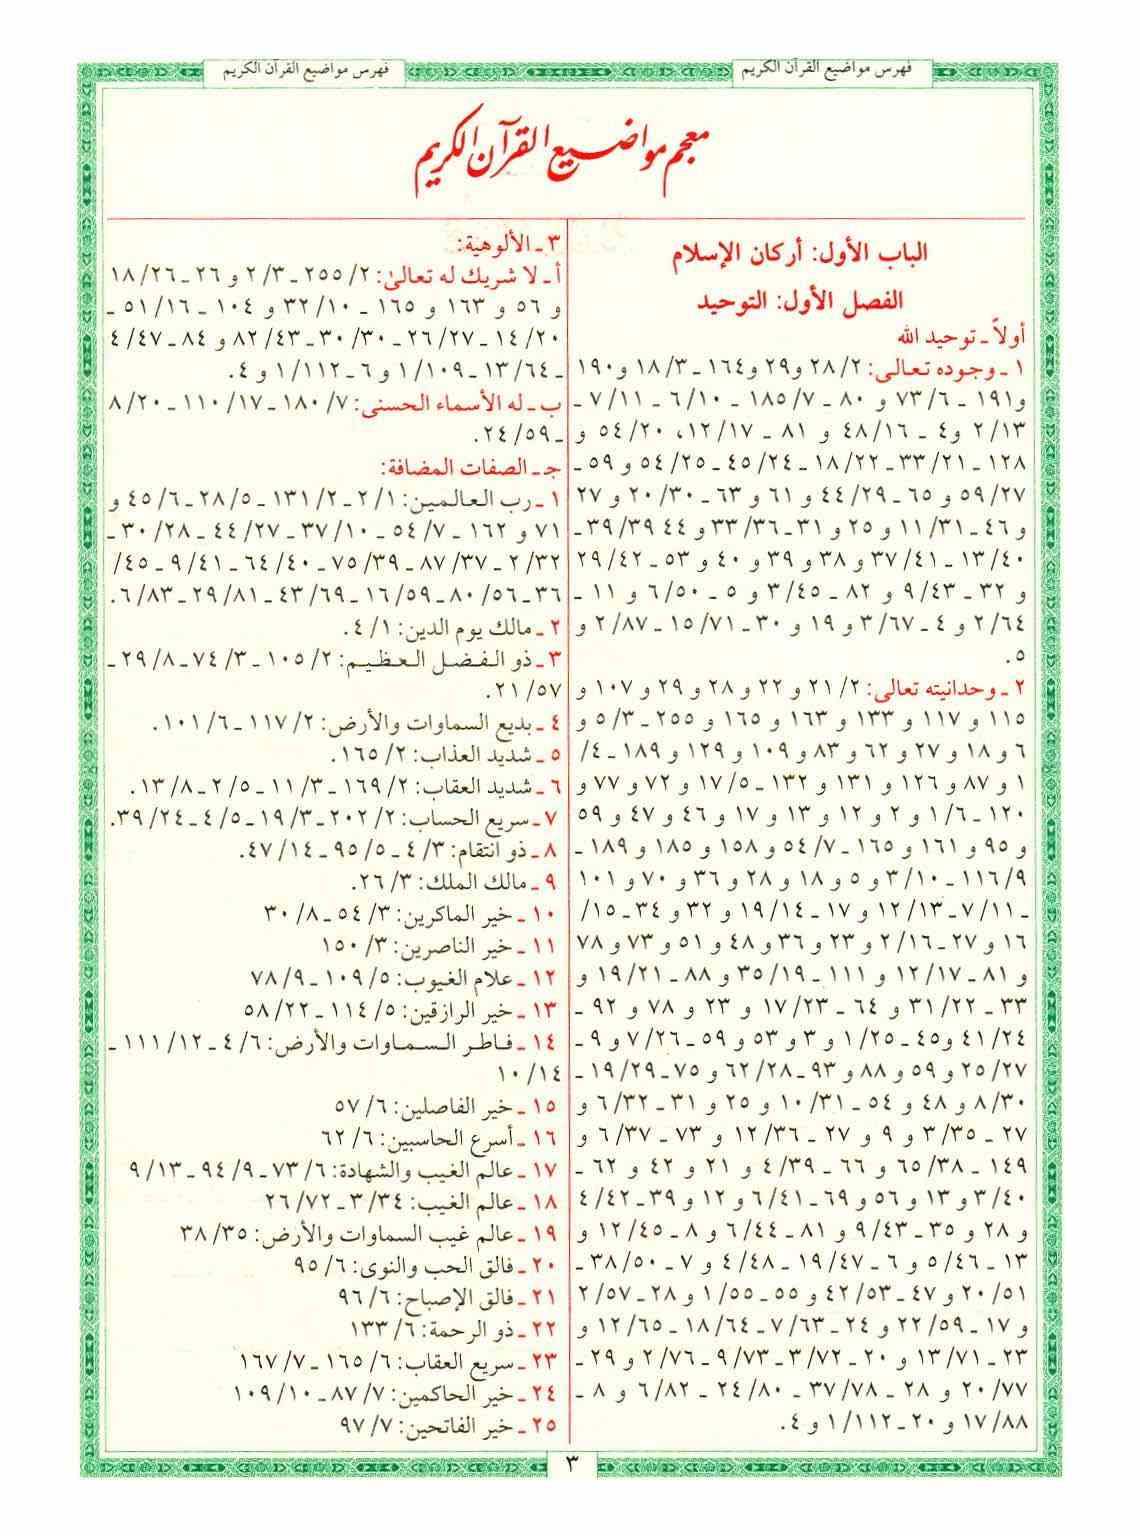 فهرس مواضيع القرآن الكريم
فهرس مواضيع القرآن الكريم
معجم مواضيع القرآن الكريم
الباب الأول: أركان الإسلام
الفصل الأول: التوحيد
أولاً ـ توحيد الله
١ ـ وجوده تعالى: ٢/ ٢٨ و٢٩ و١٦٤ـ ٣/ ١٨ و١٩٠
و١٩١ ـ ٦/ ٧٣ و ٨٠ ـ ٧/ ١٨٥ ـ ١٠/ ٦ ـ ١١/ ٧ ـ
١٣/ ٢ و٤ ـ ١٦/ ٤٨ و ٨١ ـ ١٧/ ١٢، ٢٠/ ٥٤ و
١٢٨ ـ ٢١/ ٣٣ـ ٢٢/ ١٨ـ ٢٤/ ٤٥ـ ٢٥/ ٥٤ و ٥٩ ـ
٢٧/ ٥٩ و ٦٥ ـ ٢٩/ ٤٤ و ٦١ و ٦٣ ـ ٣٠/ ٢٠ و ٢٧
و ٤٦ـ ٣١/ ١١ و ٢٥ و ٣١ـ ٣٦/ ٣٣ و ٤٤ ٣٩/ ٣٩ـ
٤٠/ ١٣ ـ ٤١/ ٣٧ و ٣٨ و ٣٩ و ٤٠ و ٥٣ ـ ٤٢/ ٢٩
و ٣٢ ـ ٤٣/ ٩ و ٨٢ ـ ٤٥/ ٣ و ٥ ـ ٥٠/ ٦ و ١١ ـ
٦٤/ ٢ و ٤ ـ ٦٧/ ٣ و ١٩ و ٣٠ ـ ٧١/ ١٥ ـ ٨٧/ ٢ و
٥.
٢ ـ وحدانيته تعالى: ٢/ ٢١ و ٢٢ و ٢٨ و ٢٩ و ١٠٧ و
١١٥ و ١١٧ و ١٣٣ و ١٦٣ و ١٦٥ و ٢٥٥ ـ ٣/ ٥ و
٦ و ١٨ و ٢٧ و ٦٢ و ٨٣ و ١٠٩ و ١٢٩ و ١٨٩ ـ ٤/
١ و ٨٧ و ١٢٦ و ١٣١ و ١٣٢ ـ ٥/ ١٧ و ٧٢ و ٧٧ و
١٢٠ ـ ٦/ ١ و ٢ و ١٢ و ١٣ و ١٧ و ٤٦ و ٤٧ و ٥٩
و ٩٥ و ١٦١ و ١٦٥ ـ ٧/ ٥٤ و ١٥٨ و ١٨٥ و ١٨٩ ـ
٩/ ١١٦ ـ ١٠/ ٣ و ٥ و ١٨ و ٢٨ و ٣٦ و ٧٠ و ١٠١
ـ ١١/ ٧ ـ ١٣/ ١٢ و ١٧ ـ ١٤/ ١٩ و ٣٢ و ٣٤ ـ ١٥/
١٦ و ٢٧ ـ ١٦/ ٢ و ٢٣ و ٣٦ و ٤٨ و ٥١ و ٧٣ و ٧٨
و ٨١ ـ ١٧/ ١٢ و ١١١ ـ ١٩/ ٣٥ و ٨٨ ـ ٢١/ ١٩ و
٣٣ ـ ٢٢/ ٣١ و ٦٤ ـ ٢٣/ ١٧ و ٢٣ و ٧٨ و ٩٢ ـ
٢٤/ ٤١ و٤٥ ـ ٢٥/ ١ و ٣ و ٥٣ و ٥٩ ـ ٢٦/ ٧ و ٩ ـ
٢٧/ ٢٥ و ٥٩ و ٨٨ و ٩٣ـ ٢٨/ ٦٢ و ٧٥ ـ ٢٩/ ١٩ ـ
٣٠/ ٨ و ٤٨ و ٥٤ ـ ٣١/ ١٠ و ٢٥ و ٣١ ـ ٣٢/ ٦ و
٢٧ ـ ٣٥/ ٣ و ٩ و ٢٧ ـ ٣٦/ ١٢ و ٧٣ ـ ٣٧/ ٦ و
١٤٩ ـ ٣٨/ ٦٥ و ٦٦ ـ ٣٩/ ٤ و ٢١ و ٤٢ و ٦٢ ـ
٤٠/ ٣ و ١٣ و ٥٦ و ٦٩ ـ ٤١/ ٦ و ١٢ و ٣٩ ـ ٤٢/ ٤
و ٢٨ و ٣٥ ـ ٤٣/ ٩ و ٨١ ـ ٤٤/ ٦ و ٨ ـ ٤٥/ ١٢ و
١٣ ـ ٤٦/ ٥ و ٦ ـ ٤٧/ ١٩ ـ ٤٨/ ٤ و ٧ ـ ٥٠/ ٣٨ ـ
٥١/ ٢٠ و ٤٧ ـ ٥٣/ ٤٢ و ٥٥ ـ ٥٥/ ١ و ٢٨ ـ ٥٧/ ٢
و ١٧ ـ ٥٩/ ٢٢ و ٢٤ ـ ٦٣/ ٧ ـ ٦٤/ ١٨ ـ ٦٥/ ١٢ و
٢٣ ـ ٧١/ ١٣ و ٢٠ ـ ٧٢/ ٣ ـ ٧٣/ ٩ ـ ٧٦/ ٢ و ٢٩ ـ
٧٧/ ٢٠ و ٢٨ ـ ٧٨/ ٣٧ ـ ٨٠/ ٢٤ ـ ٨٢/ ٦ و ٨ ـ
٨٨/ ١٧ و ٢٠ ـ ١١٢/ ١ و ٤.
٣ ـ الألوهية:
أ ـ لا شريك له تعالىٰ: ٢/ ٢٥٥ ـ ٣/ ٢ و ٢٦ ـ ٢٦/ ١٨
و ٥٦ و ١٦٣ و ١٦٥ ـ ١٠/ ٣٢ و ١٠٤ ـ ١٦/ ٥١ ـ
٢٠/ ١٤ ـ ٢٧/ ٢٦ ـ ٣٠/ ٣٠ ـ ٤٣/ ٨٢ و ٨٤ ـ ٤٧/ ٤
ـ ٦٤/ ١٣ ـ ١٠٩/ ١ و ٦ ـ ١١٢/ ١ و ٤.
ب ـ له الأسماء الحسنى: ٧/ ١٨٠ ـ ١٧/ ١١٠ ـ ٢٠/ ٨
ـ ٥٩/ ٢٤.
جـ ـ الصفات المضافة:
١ ـ رب العالمين: ١/ ٢ ـ ٢/ ١٣١ ـ ٥/ ٢٨ ـ ٦/ ٤٥ و
٧١ و ١٦٢ ـ ٧/ ٥٤ ـ ١٠/ ٣٧ ـ ٢٧/ ٤٤ ـ ٢٨/ ٣٠ ـ
٣٢/ ٢ ـ ٣٧/ ٨٧ ـ ٣٩/ ٧٥ ـ ٤٠/ ٦٤ ـ ٤١/ ٩ ـ ٤٥/
٣٦ ـ ٥٦/ ٨٠ ـ ٥٩/ ١٦ ـ ٦٩/ ٤٣ ـ ٨١/ ٢٩ ـ ٨٣/ ٦.
٢ ـ مالك يوم الدين: ١/ ٤.
٣ ـ ذو الفضل العظيم: ٢/ ١٠٥ ـ ٣/ ٧٤ ـ ٨/ ٢٩ ـ
٥٧/ ٢١.
٤ ـ بديع السماوات والأرض: ٢/ ١١٧ ـ ٦/ ١٠١.
٥ ـ شديد العذاب: ٢/ ١٦٥.
٦ ـ شديد العقاب: ٢/ ١٦٩ ـ ٣/ ١١ ـ ٥/ ٢ ـ ٨/ ١٣.
٧ ـ سريع الحساب: ٢/ ٢٠٢ ـ ٣/ ١٩ ـ ٥/ ٤ ـ ٢٤/ ٣٩.
٨ ـ ذو انتقام: ٣/ ٤ ـ ٥/ ٩٥ ـ ١٤/ ٤٧.
٩ ـ مالك الملك: ٣/ ٢٦.
١٠ ـ خير الماكرين: ٣/ ٥٤ ـ ٨/ ٣٠
١١ ـ خير الناصرين: ٣/ ١٥٠
١٢ ـ علام الغيوب: ٥/ ١٠٩ ـ ٩/ ٧٨
١٣ ـ خير الرازقين: ٥/ ١١٤ ـ ٢٢/ ٥٨
١٤ ـ فاطر السماوات والأرض: ٦/ ٤ ـ ١٢/ ١١١ ـ
١٤/ ١٠
١٥ ـ خير الفاصلين: ٦/ ٥٧
١٦ ـ أسرع الحاسبين: ٦/ ٦٢
١٧ ـ عالم الغيب والشهادة: ٦/ ٧٣ ـ ٩/ ٩٤ ـ ١٣/ ٩
١٨ ـ عالم الغيب: ٣٤/ ٣ ـ ٧٢/ ٢٦
١٩ ـ عالم غيب السماوات والأرض: ٣٥/ ٣٨
٢٠ ـ فالق الحب والنوى: ٦/ ٩٥
٢١ ـ فالق الإصباح: ٦/ ٩٦
٢٢ ـ ذو الرحمة: ٦/ ١٣٣
٢٣ ـ سريع العقاب: ٦/ ١٦٥ ـ ٧/ ١٦٧
٢٤ ـ خير الحاكمين: ٧/ ٨٧ ـ ١٠/ ١٠٩
٢٥ ـ خير الفاتحين: ٧/ ٩٧
٣